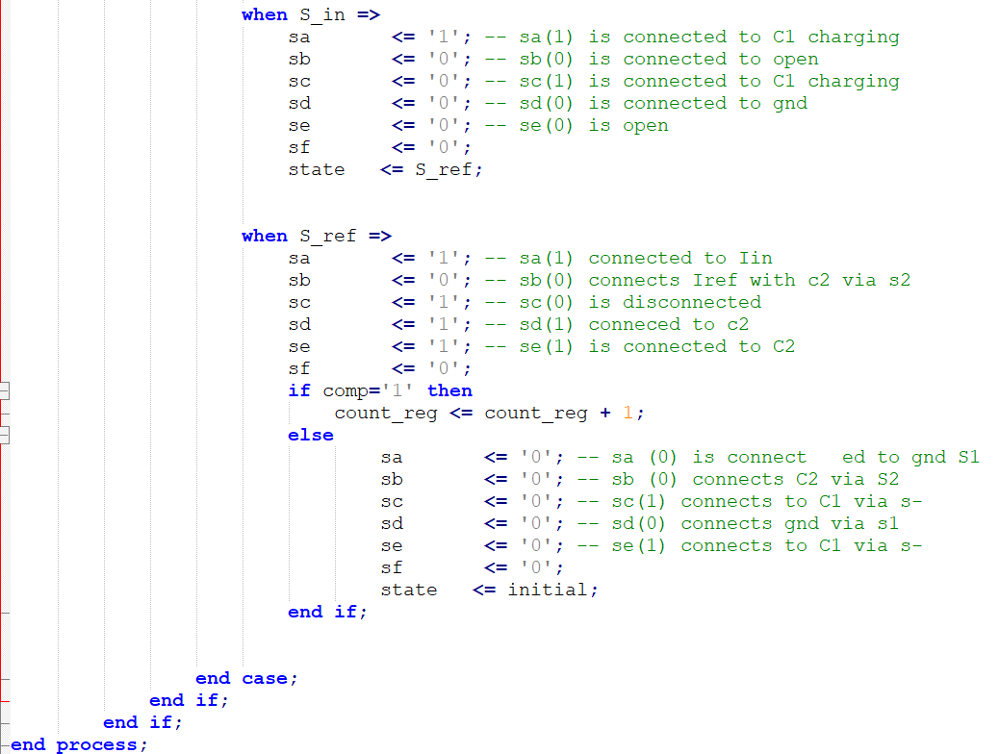 when S_in =>
sa <= '1'; -- sa(1) is connected to C1 charging
sb <= '0'; -- sb(0) is connected to open
sc <= '0'; -- sc(1) is connected to C1 charging
sd <= '0'; -- sd(0) is connected to gnd
se <= '0'; -- se(0) is open
sf <= '0';
state <= S_ref;
when S_ref =>
sa <= '1'; -- sa(1) connected to Iin
sb <= '0'; -- sb(0) connects Iref with c2 via s2
sc <= '1'; -- sc(0) is disconnected
sd <= '1'; -- sd(1) conneced to c2
se <= '1'; -- se(1) is connected to C2
sf <= '0';
if comp='1' then
count_reg <= count_reg + 1;
else
sa <= '0'; -- sa (0) is connect   ed to gnd S1
sb <= '0'; -- sb (0) connects C2 via S2
sc <= '0'; -- sc(1) connects to C1 via s-
sd <= '0'; -- sd(0) connects gnd via s1
se <= '0'; -- se(1) connects to C1 via s-
sf <= '0';
state <= initial;
end if;
end case;
end if;
end if;
end process;